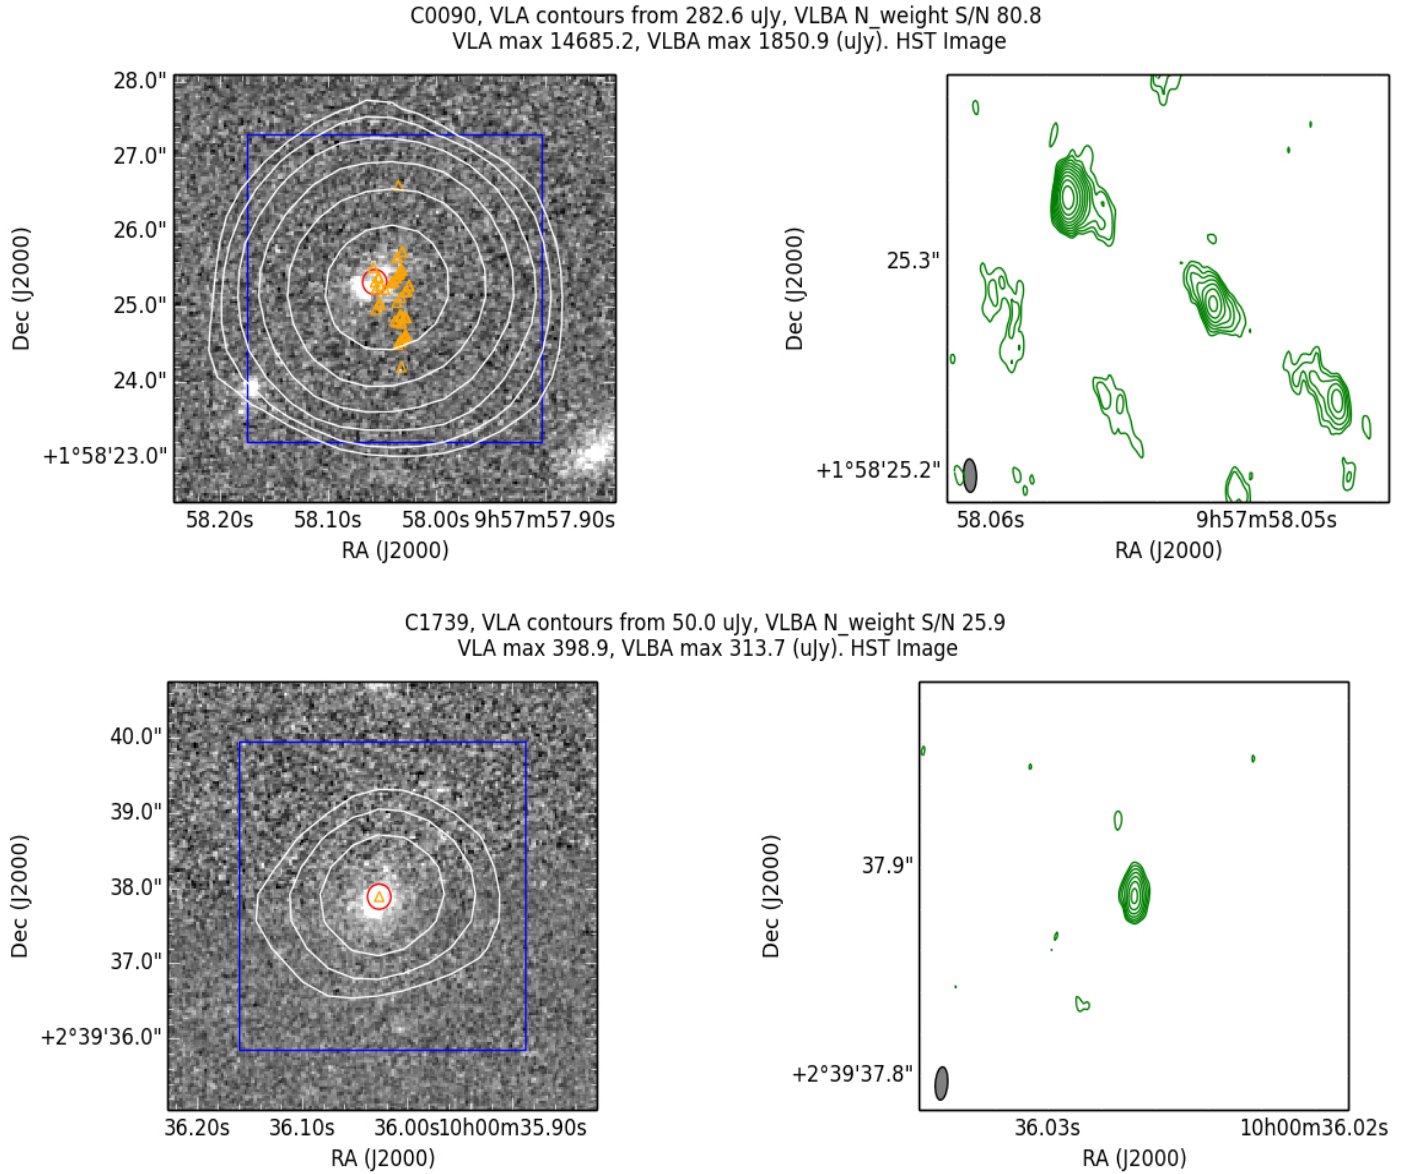 C0090, VLA contours from 282.6 uJy, VLBA N_weight S/N 80.8
VLA max 14685.2, VLBA max 1850.9 (uJy). HST Image
28.0"
27.0"
26.0"
25.0"
24.0"
+1°58'23.0"
Dec (J2000)
58.20s 58.10s 58.00s 9h57m57.90s
RA (J2000)
25.3"
+1°58'25.2"
Dec (J2000)
58.06s 9h57m58.05s
RA (J2000)
C1739, VLA contours from 50.0 uJy, VLBA N_weight S/N 25.9
VLA max 398.9, VLBA max 313.7 (uJy). HST Image
40.0"
39.0"
38.0"
37.0"
+2°39'36.0"
Dec (J2000)
36.20s 36.10s 36.00s 10h00m35.90s
RA (J2000)
37.9"
+2°39'37.8"
Dec (J2000)
36.03s 10h00m36.02s
RA (J2000)